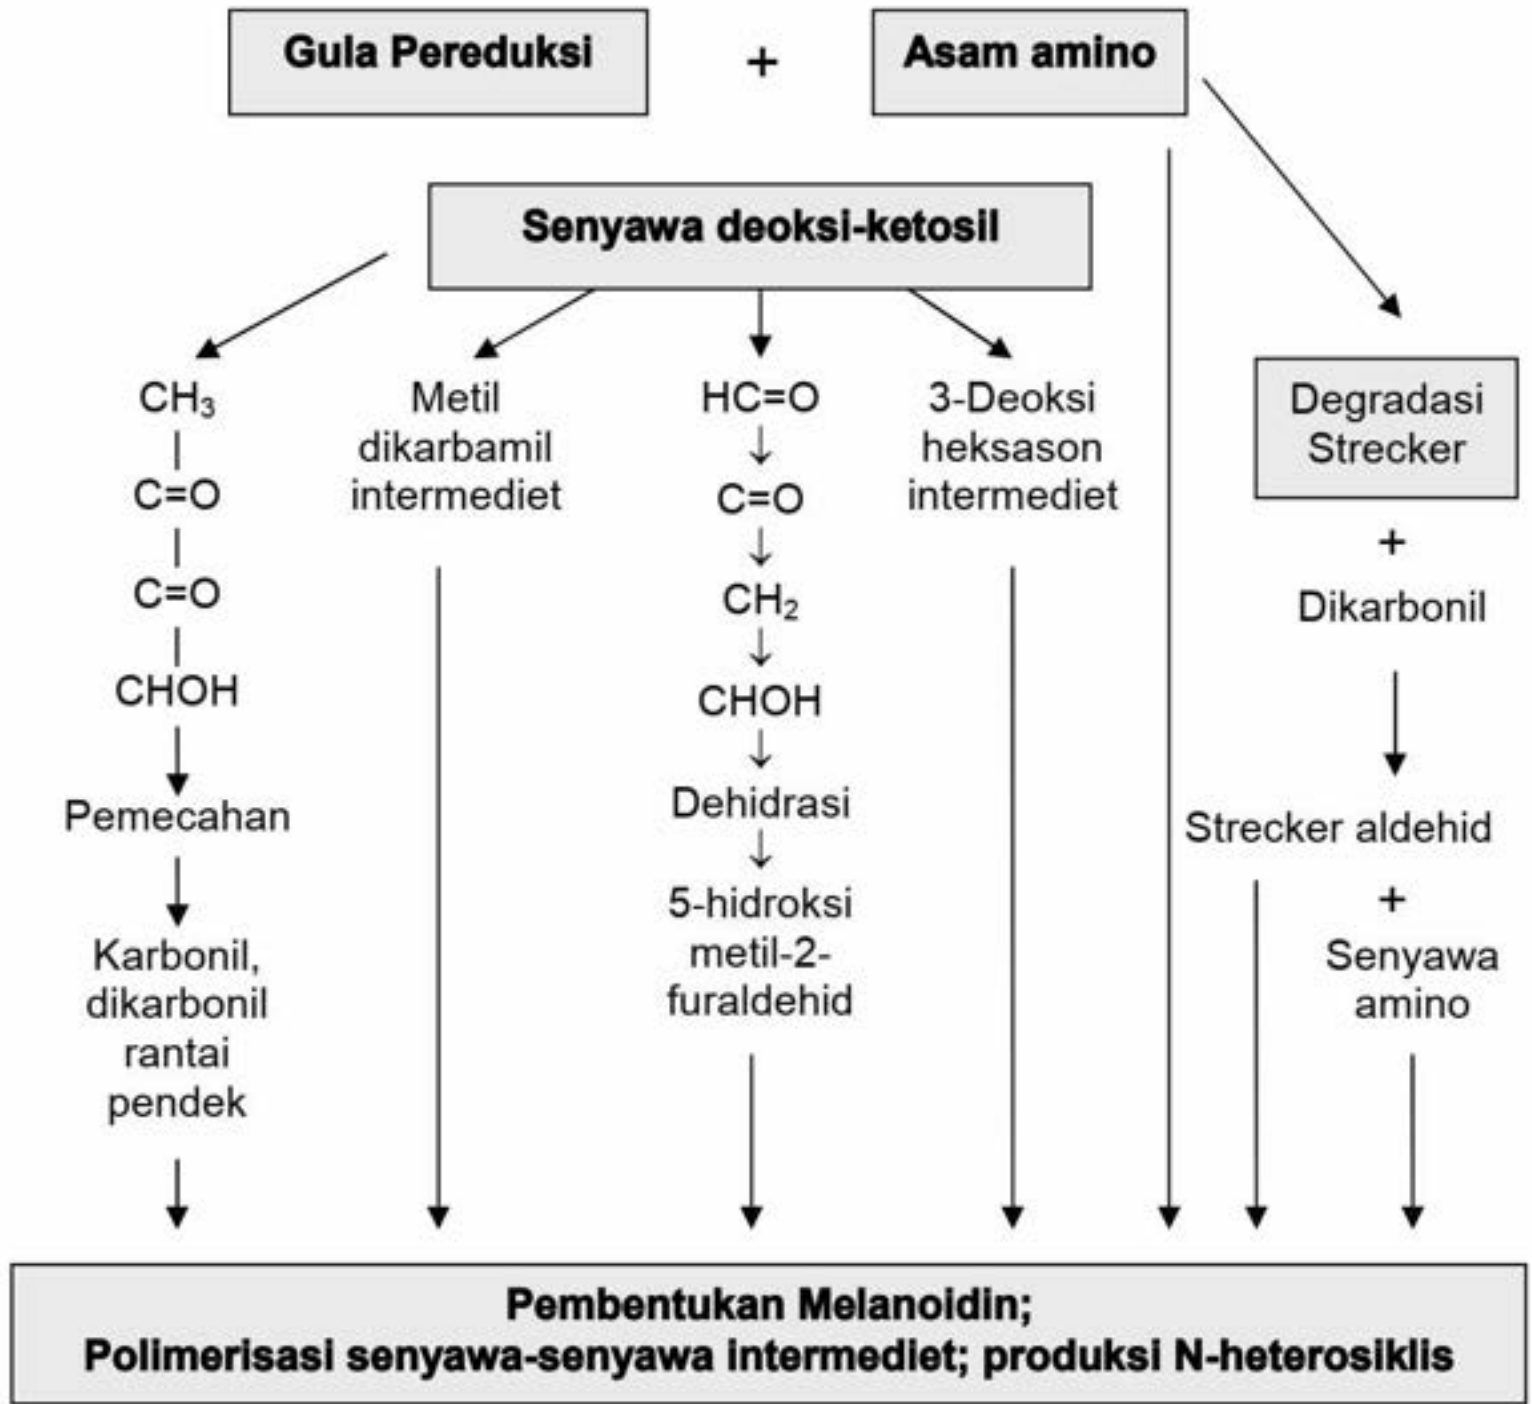 Gula Pereduksi
+
Asam amino
Senyawa deoksi-ketosil
CH₃
C=O
C=O
CHOH
Pemecahan
Karbonil,
dikarbonil
rantai
pendek
Metil
dikarbamil
intermediet
HC=O
C=O
CH₂
CHOH
Dehidrasi
5-hidroksi
metil-2-
furaldehid
3-Deoksi
heksason
intermediet
Degradasi
Strecker
+
Dikarbonil
Strecker aldehid
+
Senyawa
amino
Pembentukan Melanoidin;
Polimerisasi senyawa-senyawa intermediet; produksi N-heterosiklis